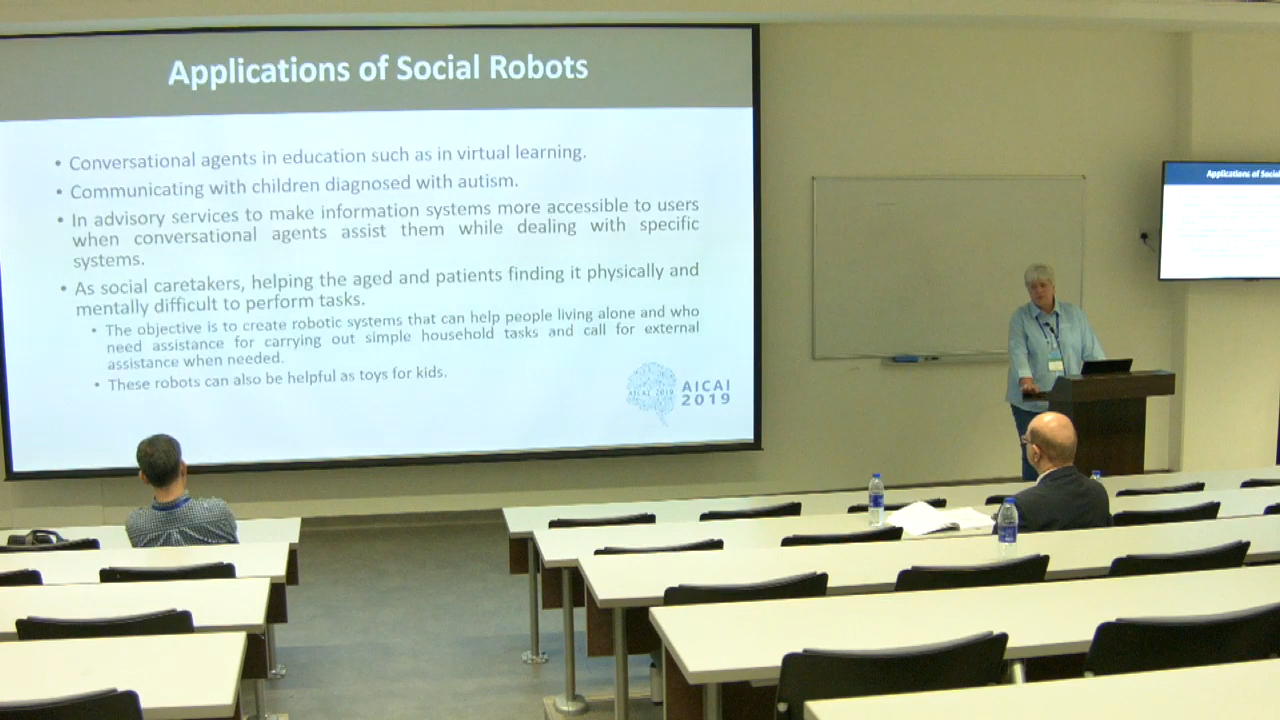 Applications of Social Robots
• Conversational agents in education such as in virtual learning.
• Communicating with children diagnosed with autism.
• In advisory services to make information systems more accessible to users
when conversational agents assist them while dealing with specific
systems.
• As social caretakers, helping the aged and patients finding it physically and
mentally difficult to perform tasks.
• The objective is to create robotic systems that can help people living alone and who
need assistance for carrying out simple household tasks and call for external
assistance when needed.
• These robots can also be helpful as toys for kids.
AICAI 2019
AICAI
2019
Applications of Social